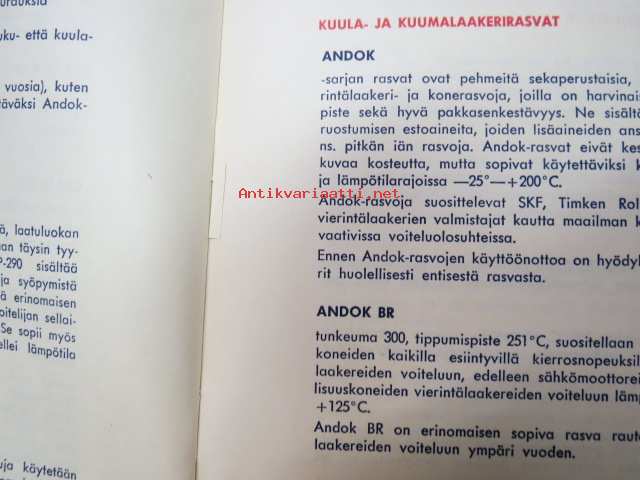 uku- että kuula-
vuosia), kuten
täväksi Andok-
ä, laatuluokan
aan täysin tyy-
P-290 sisältää
ja syöpymistä
ä erinomaisen
oitelijan sellai-
Se sopii myös
ellei lämpötila
uja käytetään
KUULA- JA KUUMALAAKERIRASVAT
ANDOK
-sarjan rasvat ovat pehmeitä sekaperustaisia,
rintälaakeri- ja konerasvoja, joilla on harvinais
piste sekä hyvä pakkasenkestävyys. Ne sisält
ruostumisen estoaineita, joiden lisäaineiden ans
ns. pitkän iän rasvoja. Andok-rasvat eivät kes
kuvaa kosteutta, mutta sopivat käytettäviksi k
ja lämpötilarajoissa —25°—+200°C.
Antikvariaatti.net
Andok-rasvoja suosittelevat SKF, Timken Rol
vierintälaakerien valmistajat kautta maailman k
vaativissa voiteluolosuhteissa.
Ennen Andok-rasvojen käyttöönottoa on hyödyl
rit huolellisesti entisestä rasvasta.
ANDOK BR
tunkeuma 300, tippumispiste 251°C, suositellaan
koneiden kaikilla esiintyvillä kierrosnopeuksil
laakereiden voiteluun, edelleen sähkömoottorei
lisuuskoneiden vierintälaakereiden voiteluun lämp
+125°C.
Andok BR on erinomaisen sopiva rasva raute
laakereiden voiteluun ympäri vuoden.